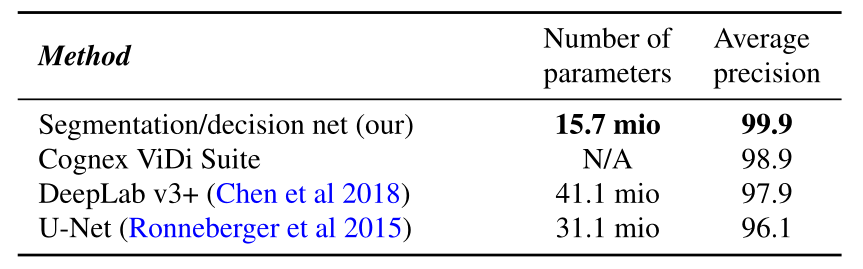 Method Number of parameters Average precision
Segmentation/decision net (our) 15.7 mio 99.9
Cognex ViDi Suite N/A 98.9
DeepLab v3+ (Chen et al 2018) 41.1 mio 97.9
U-Net (Ronneberger et al 2015) 31.1 mio 96.1